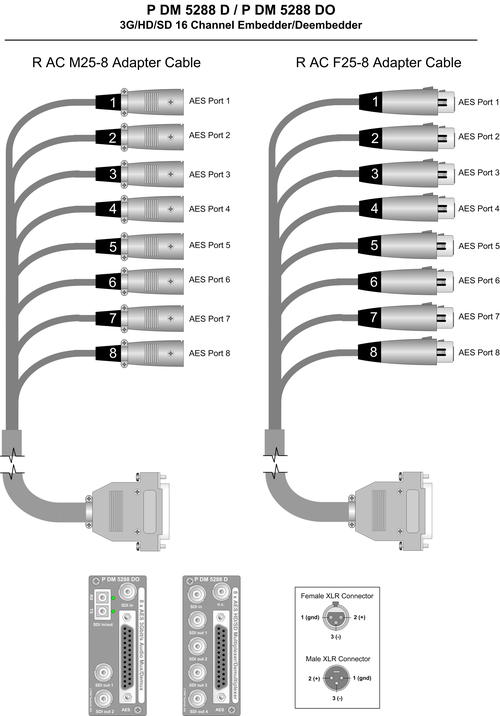 P DM 5288 D / P DM 5288 DO
3G/HD/SD 16 Channel Embedder/Deembedder
R AC M25-8 Adapter Cable
1 AES Port 1
2 AES Port 2
3 AES Port 3
4 AES Port 4
5 AES Port 5
6 AES Port 6
7 AES Port 7
8 AES Port 8
R AC F25-8 Adapter Cable
1 AES Port 1
2 AES Port 2
3 AES Port 3
4 AES Port 4
5 AES Port 5
6 AES Port 6
7 AES Port 7
8 AES Port 8
P DM 5288 DO
SDI in
SDI in/out
SDI out 1
SDI out 2
AES
P DM 5288 D
SDI in
SDI out 1
SDI out 2
SDI out 3
SDI out 4
AES
8 x AES HD/SD Multiplexer/Demultiplexer
Female XLR Connector
1 (gnd)
2 (+)
3 (-)
Male XLR Connector
2 (+)
1 (gnd)
3 (-)